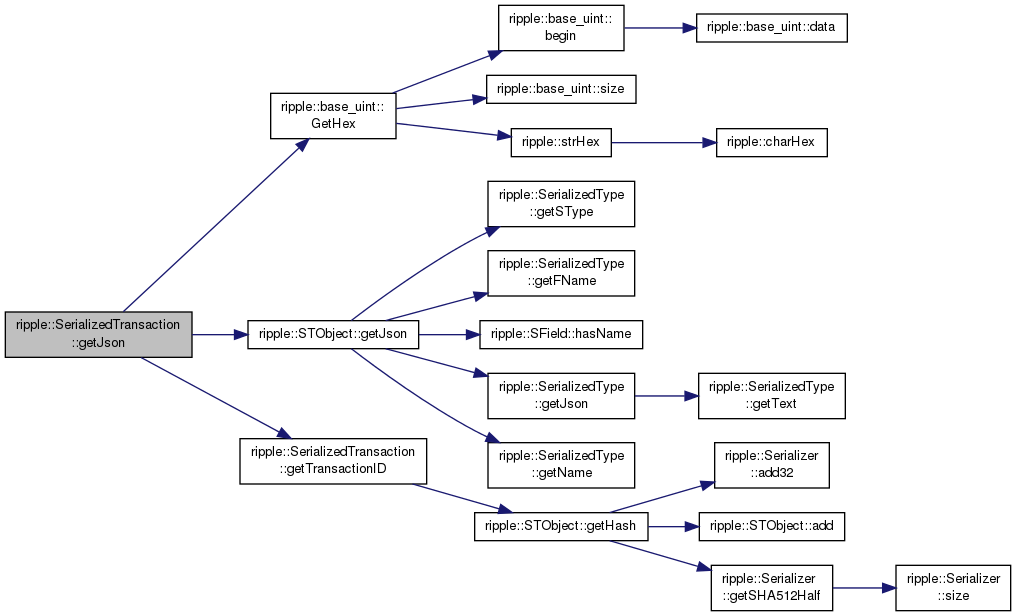 ripple::base_uint::
begin
ripple::base_uint::data
ripple::base_uint::size
ripple::base_uint::
GetHex
ripple::strHex
ripple::charHex
ripple::SerializedType
::getSType
ripple::SerializedType
::getFName
ripple::SerializedTransaction
::getJson
ripple::STObject::getJson
ripple::SField::hasName
ripple::SerializedType
::getJson
ripple::SerializedType
::getText
ripple::SerializedTransaction
::getTransactionID
ripple::SerializedType
::getName
ripple::Serializer
::add32
ripple::STObject::getHash
ripple::STObject::add
ripple::Serializer
::getSHA512Half
ripple::Serializer
::size